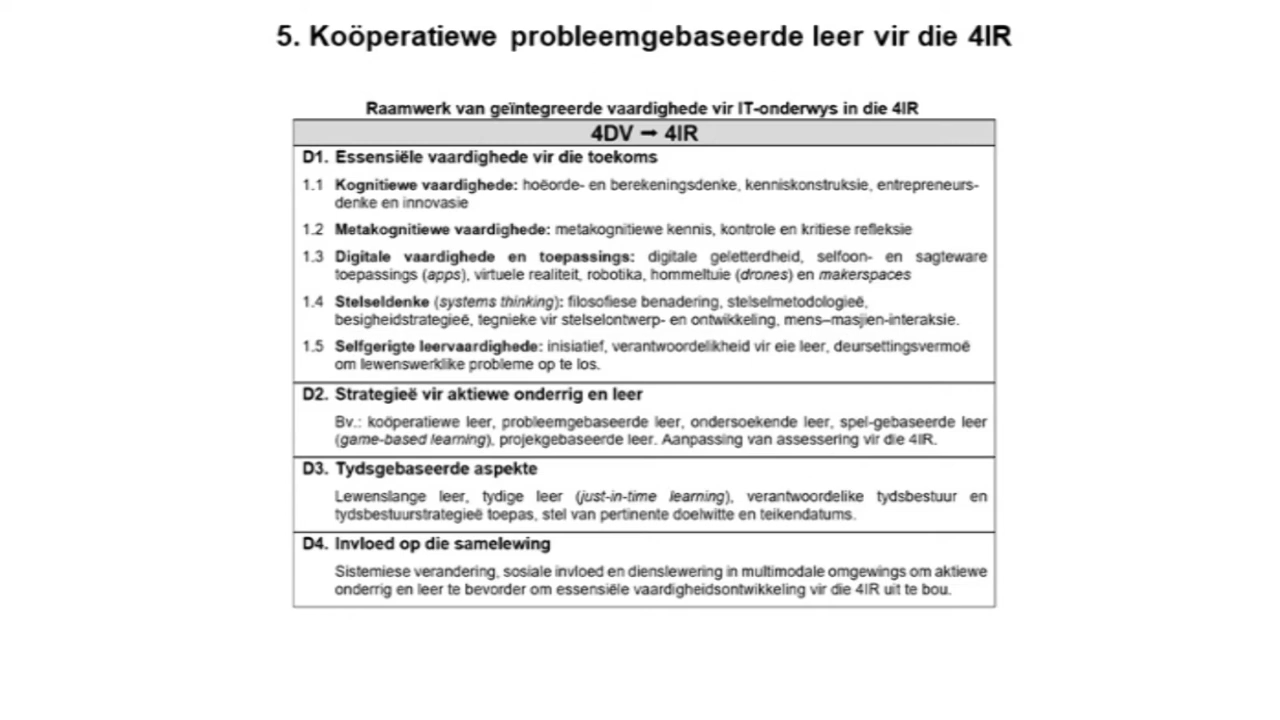 5. Koöperatiewe probleemgebaseerde leer vir die 4IR
Raamwerk van geïntegreerde vaardighede vir IT-onderwys in die 4IR
4DV ➞ 4IR
D1. Essensiële vaardighede vir die toekoms
1.1 Kognitiewe vaardighede: hoëorde- en berekeningsdenke, kenniskonstruksie, entrepreneurs-
denke en innovasie
1.2 Metakognitiewe vaardighede: metakognitiewe kennis, kontrole en kritiese refleksie
1.3 Digitale vaardighede en toepassings: digitale geletterdheid, selfoon- en sagteware
toepassings (apps), virtuele realiteit, robotika, hommeltuie (drones) en makerspaces
1.4 Stelseldenke (systems thinking): filosofiese benadering, stelselmetodologieë,
besigheidstrategieë, tegnieke vir stelselontwerp- en ontwikkeling, mens–masjien-interaksie.
1.5 Selfgerigte leervaardighede: inisiatief, verantwoordelikheid vir eie leer, deursettingsvermoë
om lewenswerklike probleme op te los.
D2. Strategieë vir aktiewe onderrig en leer
Bv.: koöperatiewe leer, probleemgebaseerde leer, ondersoekende leer, spel-gebaseerde leer
(game-based learning), projekgebaseerde leer. Aanpassing van assessering vir die 4IR.
D3. Tydsgebaseerde aspekte
Lewenslange leer, tydige leer (just-in-time learning), verantwoordelike tydsbestuur en
tydsbestuurstrategieë toepas, stel van pertinente doelwitte en teikendatums.
D4. Invloed op die samelewing
Sistemiese verandering, sosiale invloed en dienslewering in multimodale omgewings om aktiewe
onderrig en leer te bevorder om essensiële vaardigheidsontwikkeling vir die 4IR uit te bou.